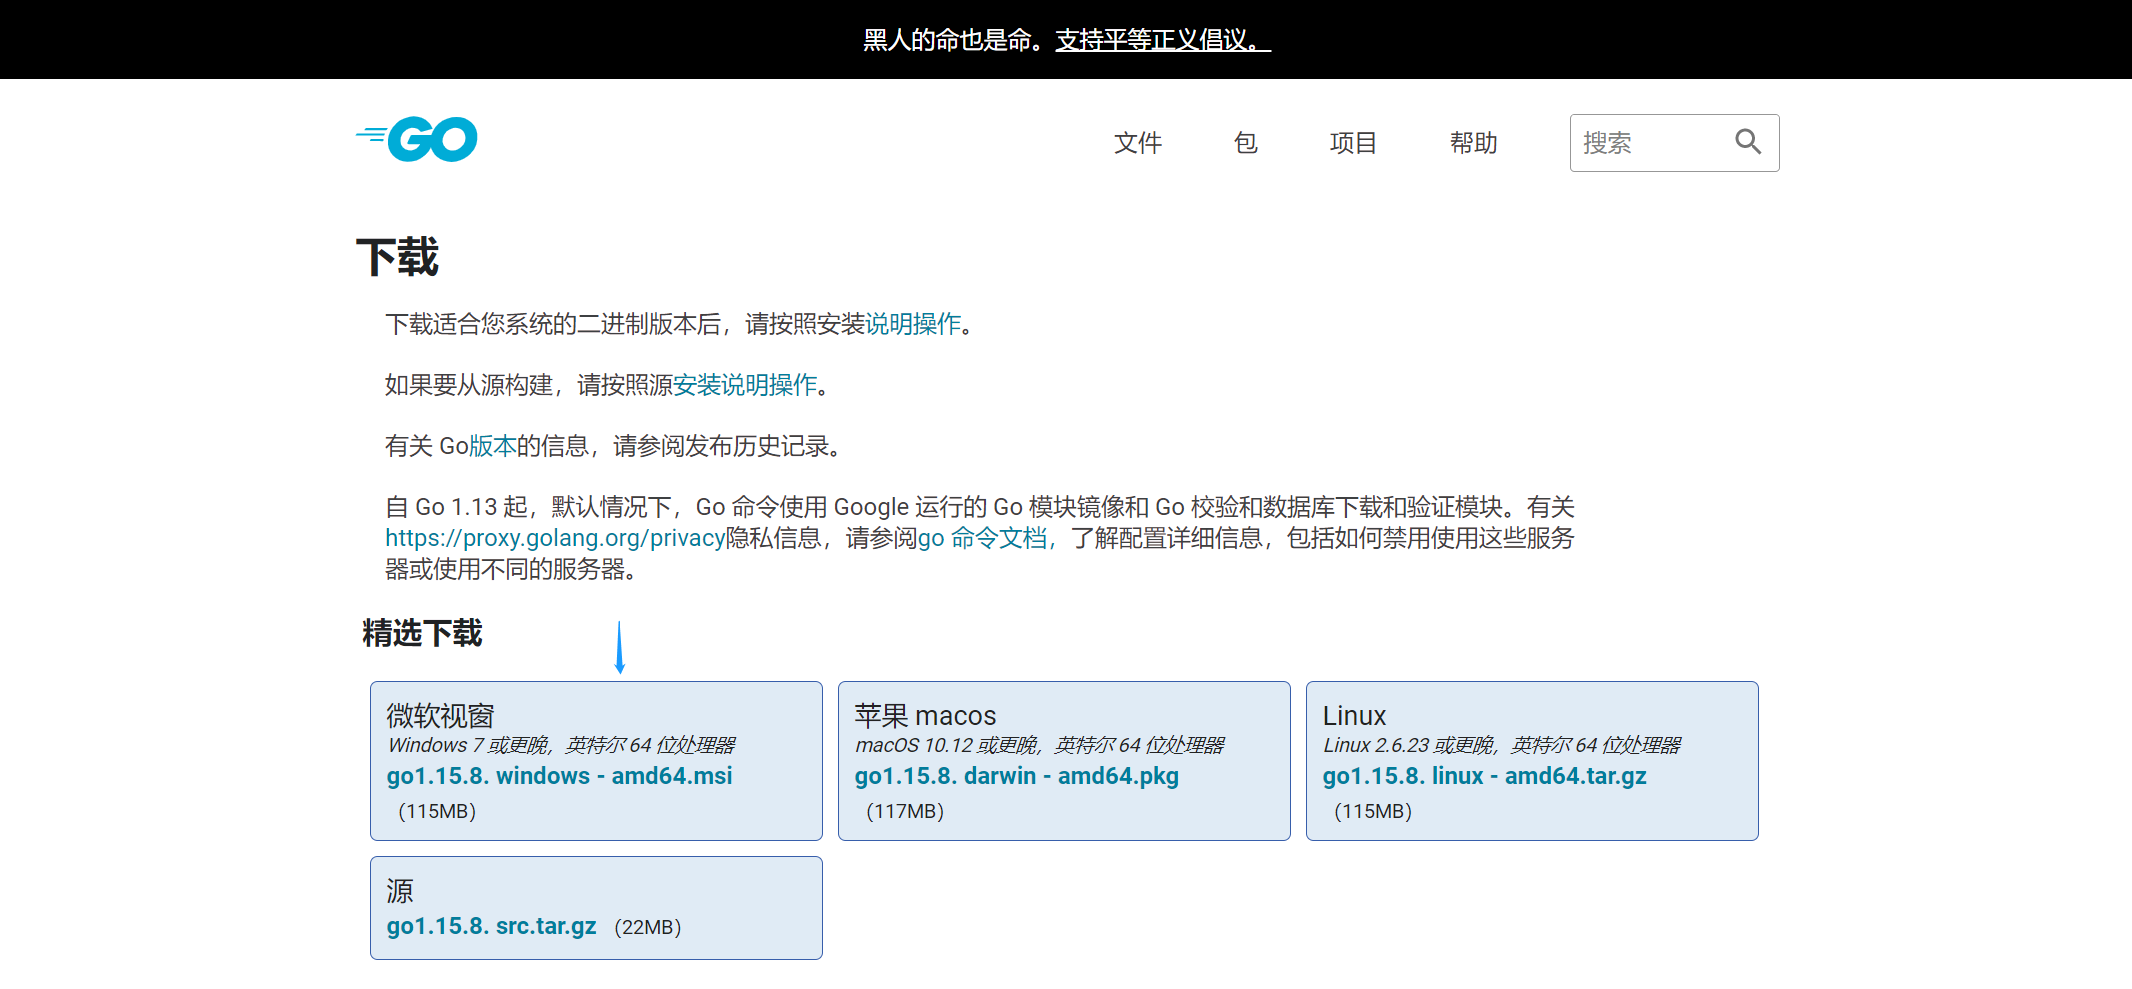 黑人的命也是命。支持平等正义倡议。
GO
文件 包 项目 帮助 搜索
下载
下载适合您系统的二进制版本后，请按照安装说明操作。
如果要从源构建，请按照源安装说明操作。
有关 Go版本的信息，请参阅发布历史记录。
自 Go 1.13 起，默认情况下，Go 命令使用 Google 运行的 Go 模块镜像和 Go 校验和数据库下载和验证模块。有关
https://proxy.golang.org/privacy隐私信息，请参阅go 命令文档，了解配置详细信息，包括如何禁用使用这些服务
器或使用不同的服务器。
精选下载
微软视窗
Windows 7 或更晚，英特尔 64 位处理器
go1.15.8. windows - amd64.msi
（115MB）
苹果 macos
macOS 10.12 或更晚，英特尔 64 位处理器
go1.15.8. darwin - amd64.pkg
（117MB）
Linux
Linux 2.6.23 或更晚，英特尔 64 位处理器
go1.15.8. linux - amd64.tar.gz
（115MB）
源
go1.15.8. src.tar.gz （22MB）